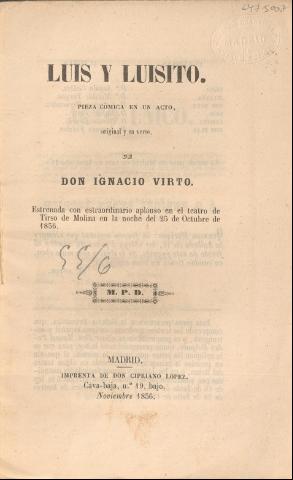 LUIS Y LUISITO.
PIEZA CÓMICA EN UN ACTO,
original y en verso
DE
DON IGNACIO VIRTO.
Estrenada con estraordinario aplauso en el teatro de
Tirso de Molina en la noche del 25 de Octubre de
1856.
M. P. D.
MADRID.
IMPRENTA DE DON CIPRIANO LOPEZ.
Cava-baja, n.º 19, bajo.
Noviembre 1856.